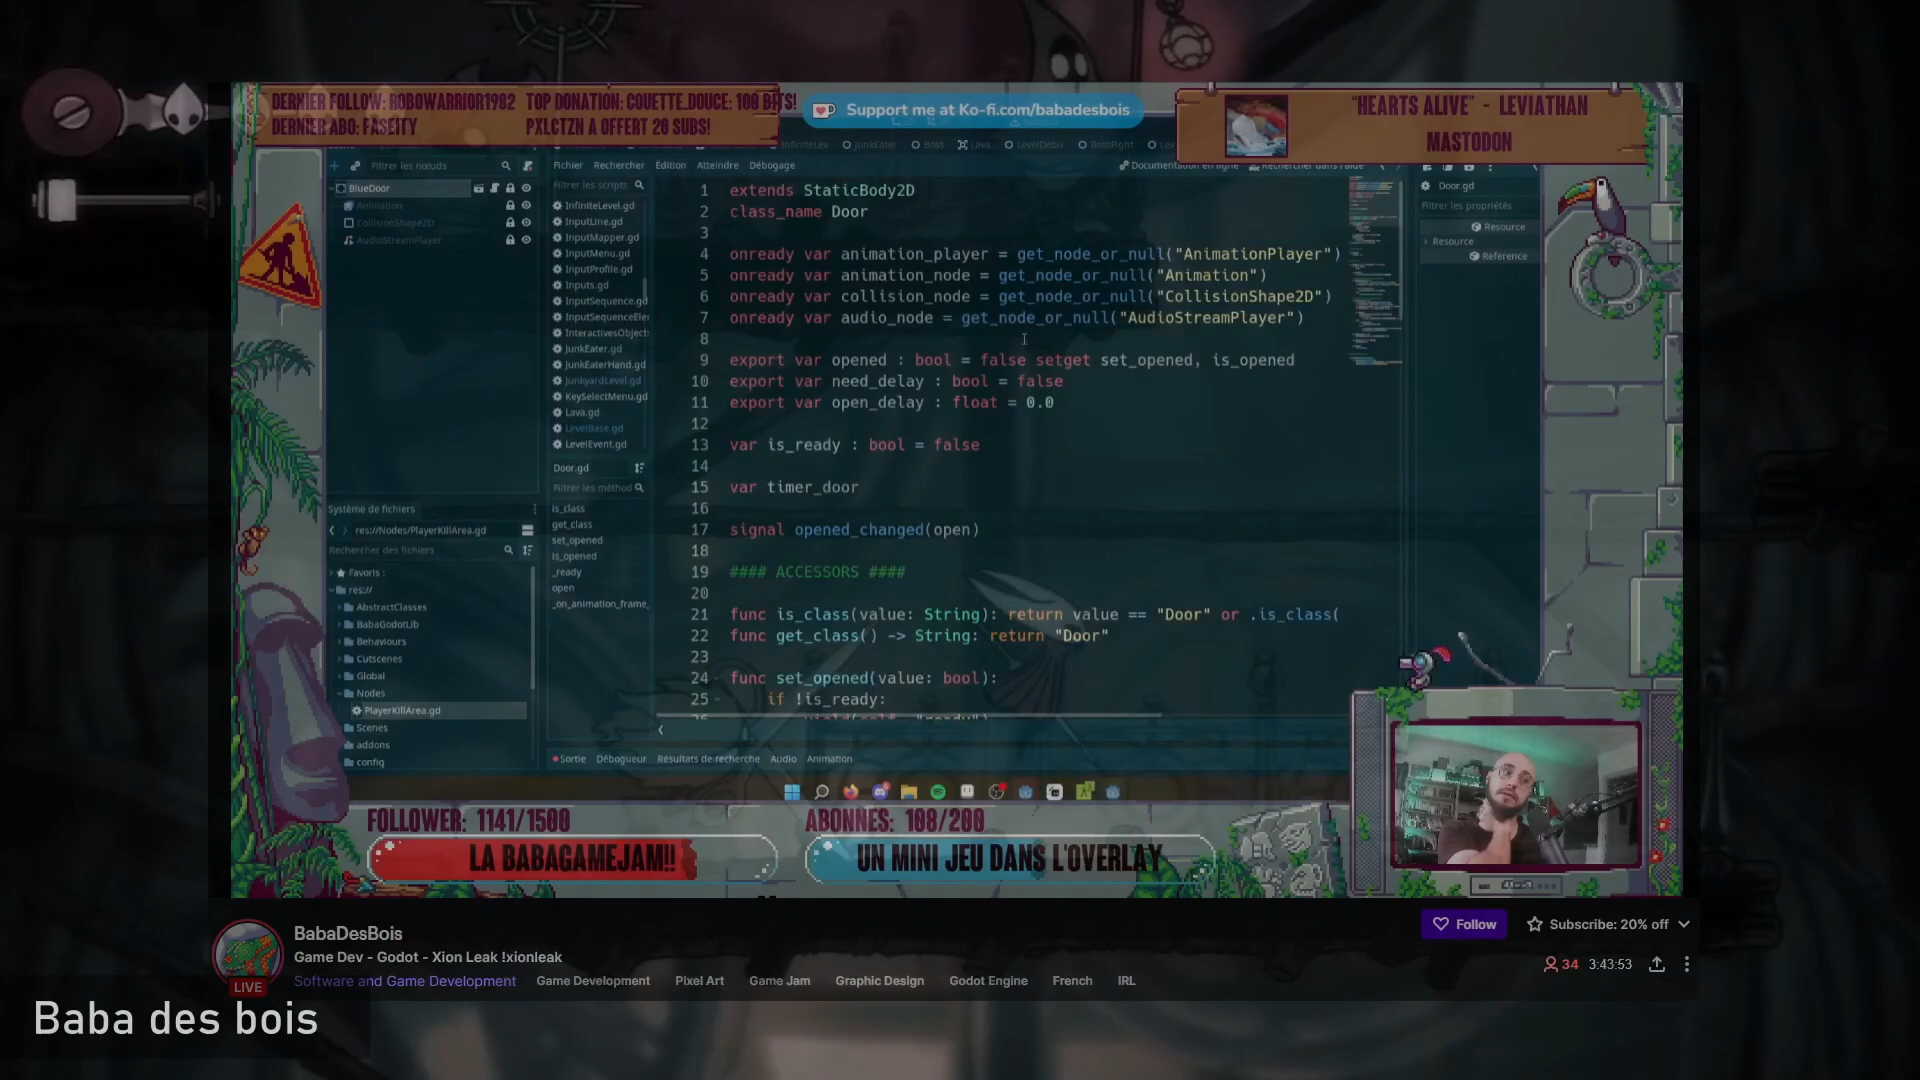 DERNIER FOLLOW: ROBOWARRIOR1982 TOP DONATION: COUETTE_DOUCE: 100 BITS!
DERNIER ABO: FASEITY PXLCTZN A OFFERT 20 SUBS!
Support me at Ko-fi.com/babadesbois
"HEARTS ALIVE" - LEVIATHAN
MASTODON
InfiniteLev JunkEater Boss Lava LevelDebu BossFight Lev
Filtrer les nœuds
BlueDoor
Animation
CollisionShape2D
AudioStreamPlayer
Fichier Rechercher Édition Atteindre Débogage
Documentation en ligne Rechercher dans l'aide
Filtrer les scripts
InfiniteLevel.gd
InputLine.gd
InputMapper.gd
InputMenu.gd
InputProfile.gd
Inputs.gd
InputSequence.gd
InputSequenceEle
InteractivesObject
JunkEater.gd
JunkEaterHand.gd
JunkyardLevel.gd
KeySelectMenu.gd
Lava.gd
LevelBase.gd
LevelEvent.gd
Door.gd
Filtrer les méthod
is_class
get_class
set_opened
is_opened
_ready
open
_on_animation_frame_
1 extends StaticBody2D
2 class_name Door
3
4 onready var animation_player = get_node_or_null("AnimationPlayer")
5 onready var animation_node = get_node_or_null("Animation")
6 onready var collision_node = get_node_or_null("CollisionShape2D")
7 onready var audio_node = get_node_or_null("AudioStreamPlayer")
8
9 export var opened : bool = false setget set_opened, is_opened
10 export var need_delay : bool = false
11 export var open_delay : float = 0.0
12
13 var is_ready : bool = false
14
15 var timer_door
16
17 signal opened_changed(open)
18
19 #### ACCESSORS ####
20
21 func is_class(value: String): return value == "Door" or .is_class(
22 func get_class() -> String: return "Door"
23
24 func set_opened(value: bool):
25 if !is_ready:
Door.gd
Filtrer les propriétés
Resource
Resource
Reference
Système de fichiers
res://Nodes/PlayerKillArea.gd
Rechercher des fichiers
Favoris :
res://
AbstractClasses
BabaGodotLib
Behaviours
Cutscenes
Global
Nodes
PlayerKillArea.gd
Scenes
addons
config
Sortie Débogueur Résultats de recherche Audio Animation
FOLLOWER: 1141/1500
LA BABAGAMEJAM!!
ABONNES: 108/200
UN MINI JEU DANS L'OVERLAY
BabaDesBois
Game Dev - Godot - Xion Leak !xionleak
LIVE
Software and Game Development Game Development Pixel Art Game Jam Graphic Design Godot Engine French IRL
Follow
Subscribe: 20% off
34 3:43:53
Baba des bois